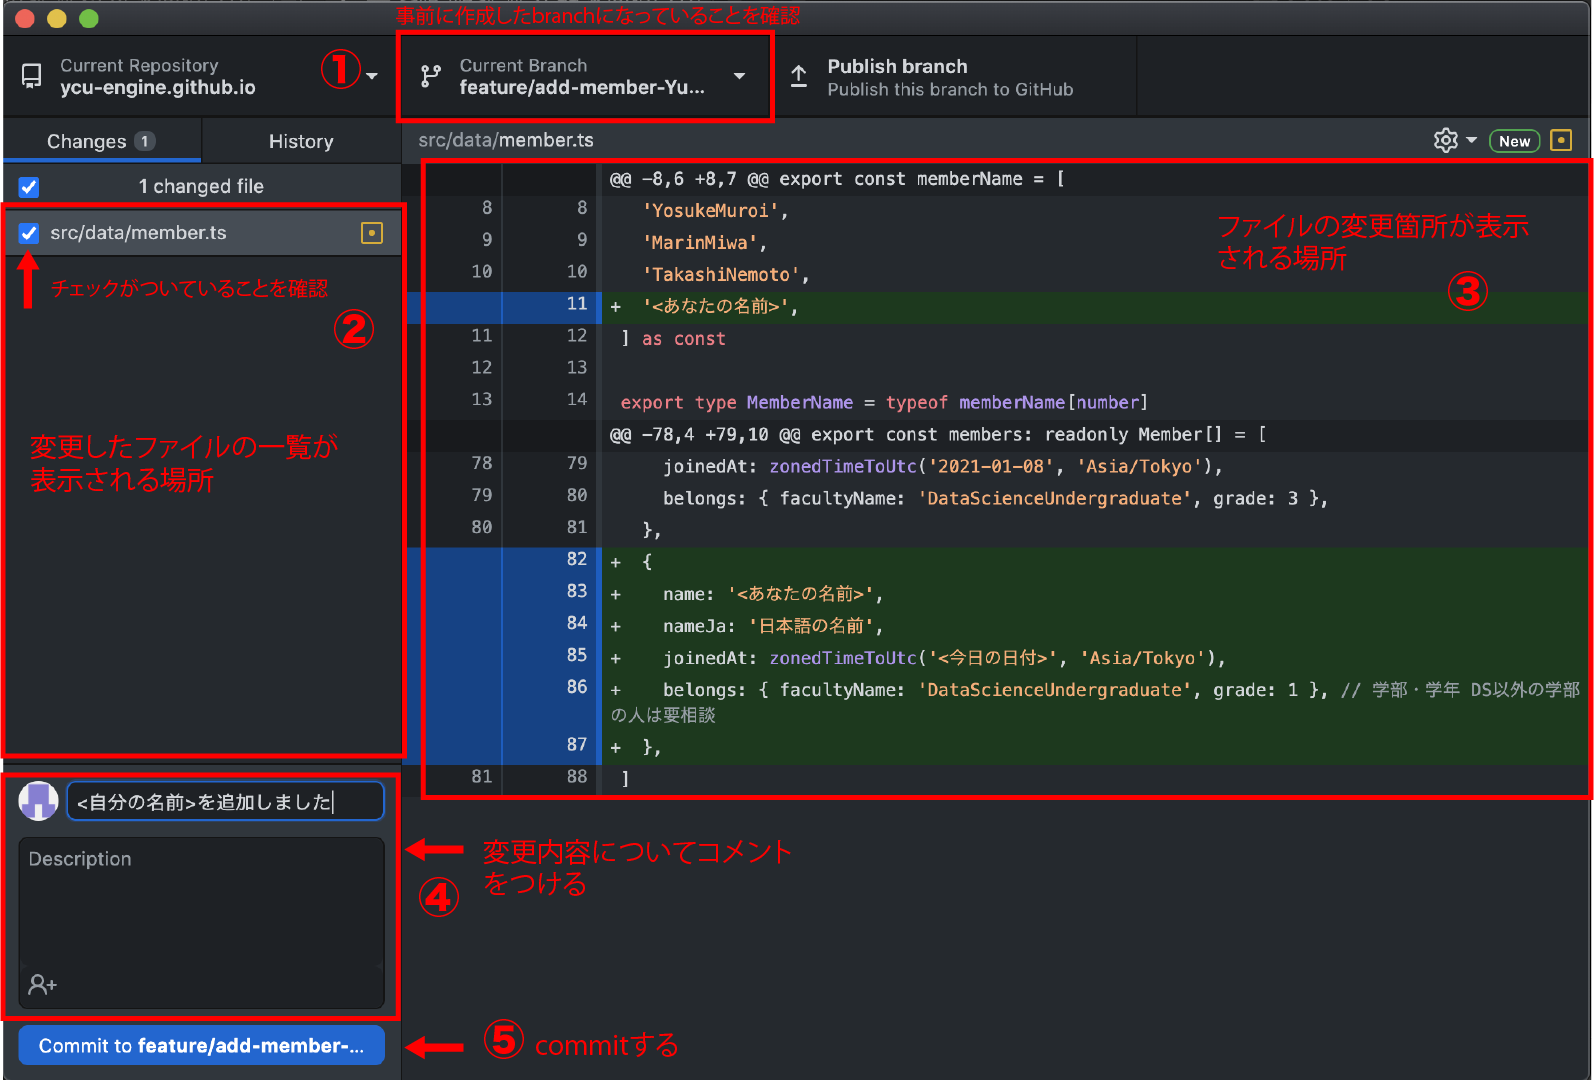 事前に作成したbranchになっていることを確認
Current Repository
ycu-engine.github.io
①
Current Branch
feature/add-member-Yu...
Publish branch
Publish this branch to GitHub
Changes 1
History
src/data/member.ts
New
1 changed file
src/data/member.ts
チェックがついていることを確認
②
変更したファイルの一覧が
表示される場所
@@ -8,6 +8,7 @@ export const memberName = [
8 8 'YosukeMuroi',
9 9 'MarinMiwa',
10 10 'TakashiNemoto',
11 + '<あなたの名前>',
11 12 ] as const
12 13
13 14 export type MemberName = typeof memberName[number]
@@ -78,4 +79,10 @@ export const members: readonly Member[] = [
78 79 joinedAt: zonedTimeToUtc('2021-01-08', 'Asia/Tokyo'),
79 80 belongs: { facultyName: 'DataScienceUndergraduate', grade: 3 },
80 81 },
82 + {
83 + name: '<あなたの名前>',
84 + nameJa: '日本語の名前',
85 + joinedAt: zonedTimeToUtc('<今日の日付>', 'Asia/Tokyo'),
86 + belongs: { facultyName: 'DataScienceUndergraduate', grade: 1 }, // 学部・学年 DS以外の学部
の人は要相談
87 + },
81 88 ]
ファイルの変更箇所が表示
される場所
③
<自分の名前>を追加しました
Description
変更内容についてコメント
をつける
④
Commit to feature/add-member-...
⑤ commitする